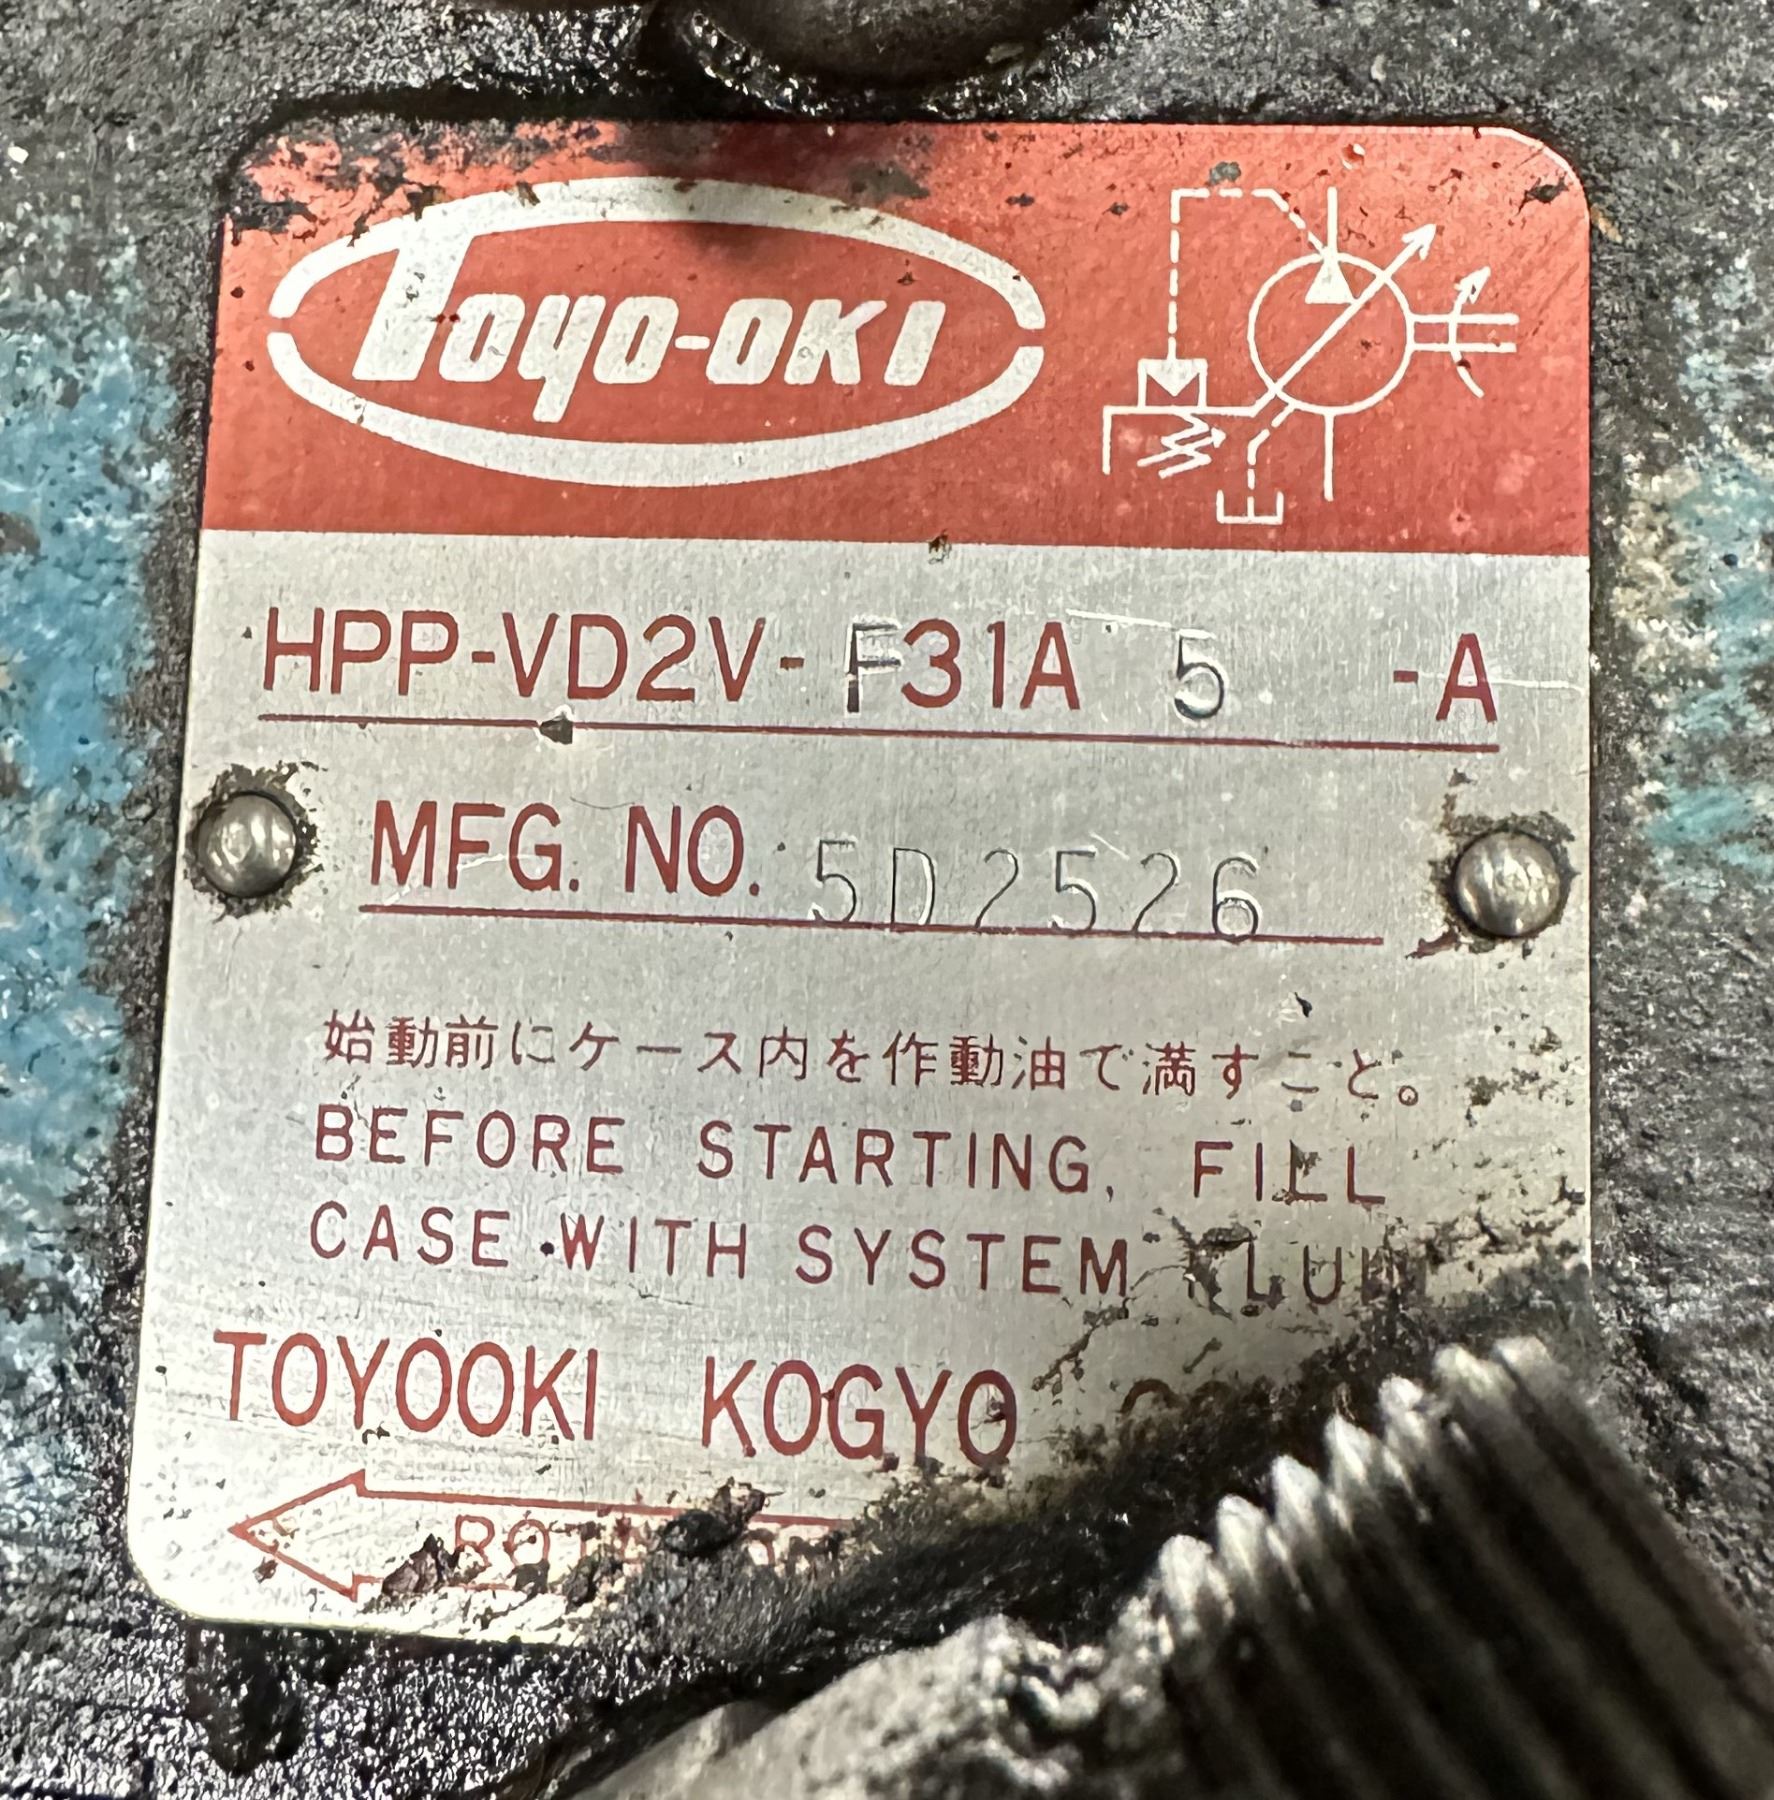 Toyo-OKI
HPP-VD2V-F31A 5 -A
MFG. NO. 5D2526
始動前にケース内を作動油で満すこと。
BEFORE STARTING, FILL
CASE WITH SYSTEM FLUID
TOYOOKI KOGYO